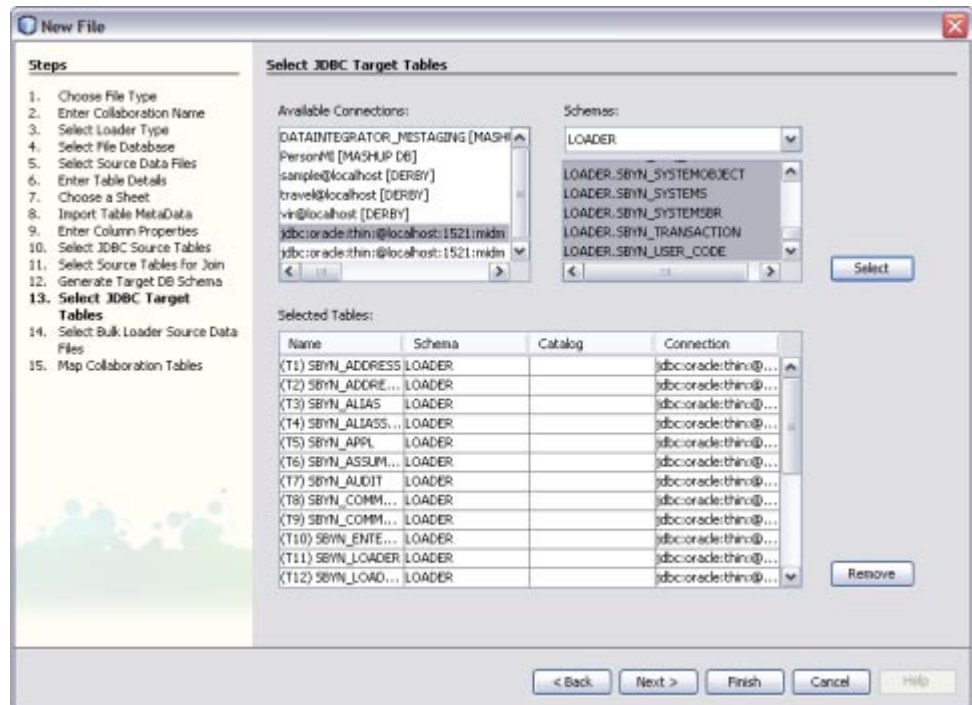 New File
Steps
1. Choose File Type
2. Enter Collaboration Name
3. Select Loader Type
4. Select File Database
5. Select Source Data Files
6. Enter Table Details
7. Choose a Sheet
8. Import Table MetaData
9. Enter Column Properties
10. Select JDBC Source Tables
11. Select Source Tables for Join
12. Generate Target DB Schema
13. Select JDBC Target
Tables
14. Select Bulk Loader Source Data
Files
15. Map Collaboration Tables
Select JDBC Target Tables
Available Connections:
DATAINTEGRATOR_MISTAGING [MASH
PersonMI [MASHUP DB]
sample@localhost [DERBY]
travel@localhost [DERBY]
vir@localhost [DERBY]
jdbc:oracle:thin:@localhost:1521:midm
jdbc:oracle:thin:@localhost:1521:midm
Schemas:
LOADER
LOADER.SBYN_SYSTEMOBJECT
LOADER.SBYN_SYSTEMS
LOADER.SBYN_SYSTEMSBR
LOADER.SBYN_TRANSACTION
LOADER.SBYN_USER_CODE
Select
Selected Tables:
Name Schema Catalog Connection
(T1) SBYN_ADDRESS LOADER jdbc:oracle:thin:@...
(T2) SBYN_ADDRE... LOADER jdbc:oracle:thin:@...
(T3) SBYN_ALIAS LOADER jdbc:oracle:thin:@...
(T4) SBYN_ALIASS... LOADER jdbc:oracle:thin:@...
(T5) SBYN_APPL LOADER jdbc:oracle:thin:@...
(T6) SBYN_ASSUM... LOADER jdbc:oracle:thin:@...
(T7) SBYN_AUDIT LOADER jdbc:oracle:thin:@...
(T8) SBYN_COMM... LOADER jdbc:oracle:thin:@...
(T9) SBYN_COMM... LOADER jdbc:oracle:thin:@...
(T10) SBYN_ENTE... LOADER jdbc:oracle:thin:@...
(T11) SBYN_LOADER LOADER jdbc:oracle:thin:@...
(T12) SBYN_LOAD... LOADER jdbc:oracle:thin:@...
Remove
< Back Next > Finish Cancel Help